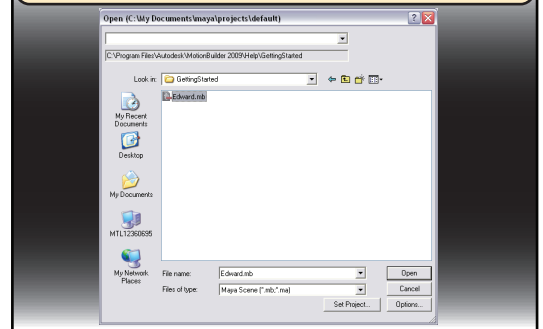 Open (C:\My Documents\maya\projects\default)
C:\Program Files\Autodesk\MotionBuilder 2009\Help\GettingStarted
Look in: GettingStarted
Edward.mb
My Recent
Documents
Desktop
My Documents
MTL12360695
My Network
Places
File name: Edward.mb Open
Files of type: Maya Scene (*.mb,*.ma) Cancel
Set Project... Options...